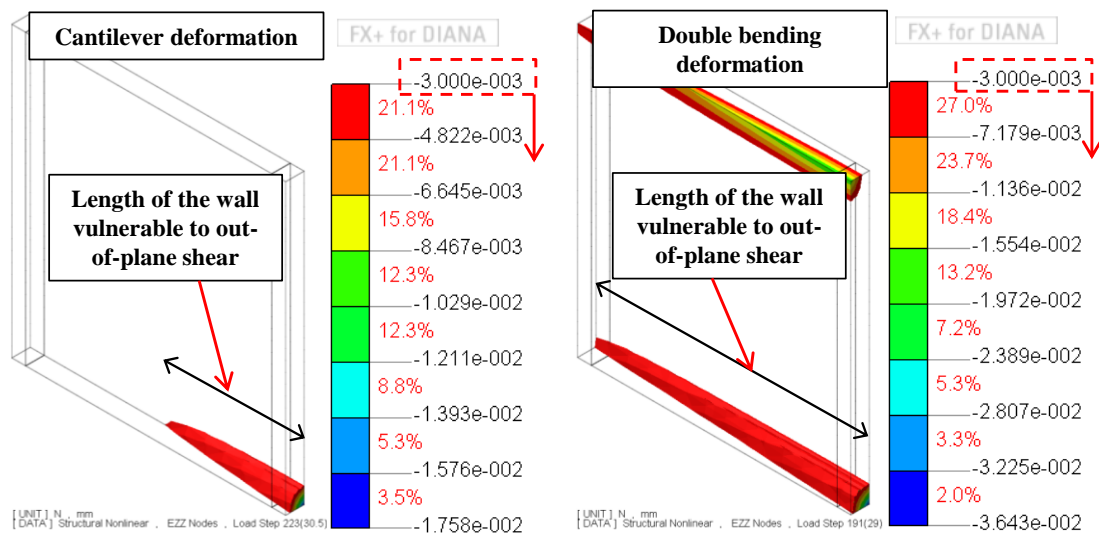 Cantilever deformation
FX+ for DIANA
-3.000e-003
21.1%
-4.822e-003
21.1%
-6.645e-003
15.8%
-8.467e-003
12.3%
-1.029e-002
12.3%
-1.211e-002
8.8%
-1.393e-002
5.3%
-1.576e-002
3.5%
-1.758e-002
Length of the wall
vulnerable to out-
of-plane shear
[ UNIT ] N , mm
[ DATA ] Structural Nonlinear , EZZ Nodes , Load Step 223(30.5)
Double bending
deformation
FX+ for DIANA
-3.000e-003
27.0%
-7.179e-003
23.7%
-1.136e-002
18.4%
-1.554e-002
13.2%
-1.972e-002
7.2%
-2.389e-002
5.3%
-2.807e-002
3.3%
-3.225e-002
2.0%
-3.643e-002
Length of the wall
vulnerable to out-
of-plane shear
[ UNIT ] N , mm
[ DATA ] Structural Nonlinear , EZZ Nodes , Load Step 191(29)